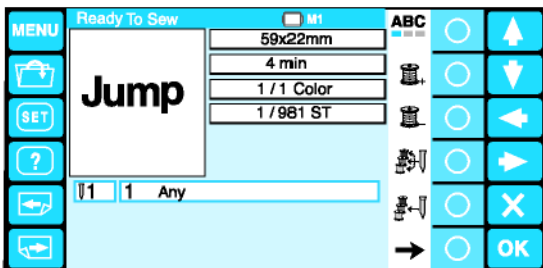 MENU
Ready To Sew
M1
ABC
59x22mm
4 min
Jump
1/1 Color
1/981 ST
SET
?
1
1 Any
OK